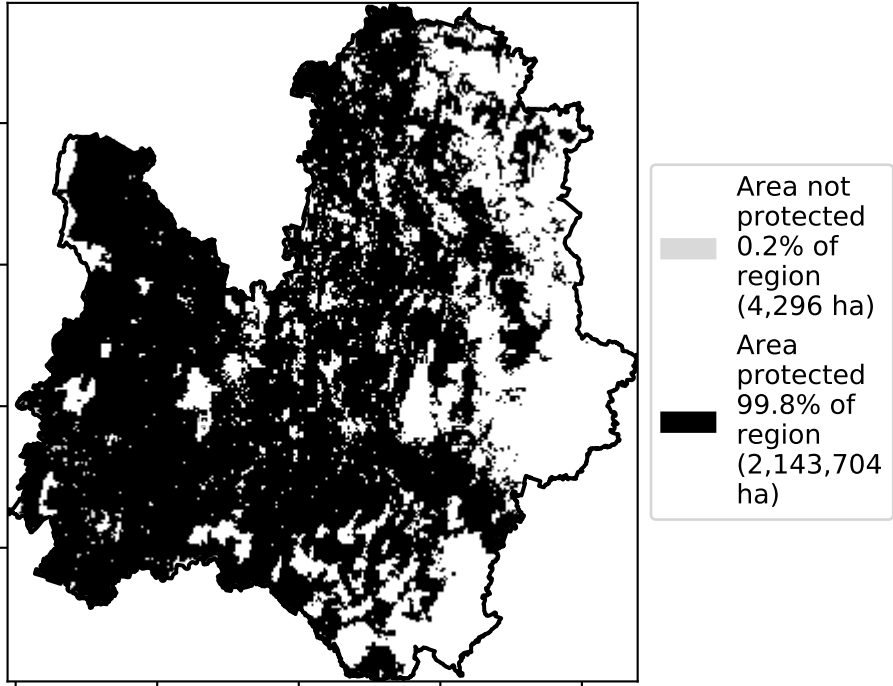 Area not
protected
0.2% of
region
(4,296 ha)
Area
protected
99.8% of
region
(2,143,704
ha)